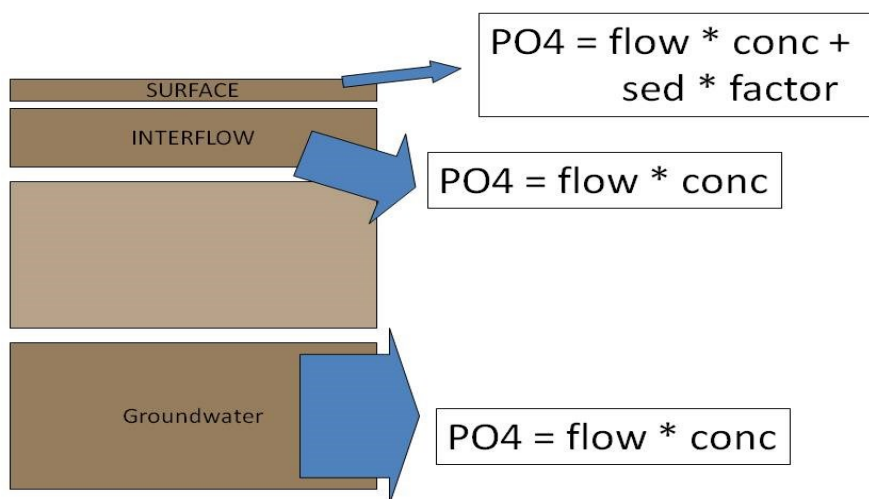 PO4 = flow * conc +
sed * factor
SURFACE
INTERFLOW
PO4 = flow * conc
Groundwater
PO4 = flow * conc